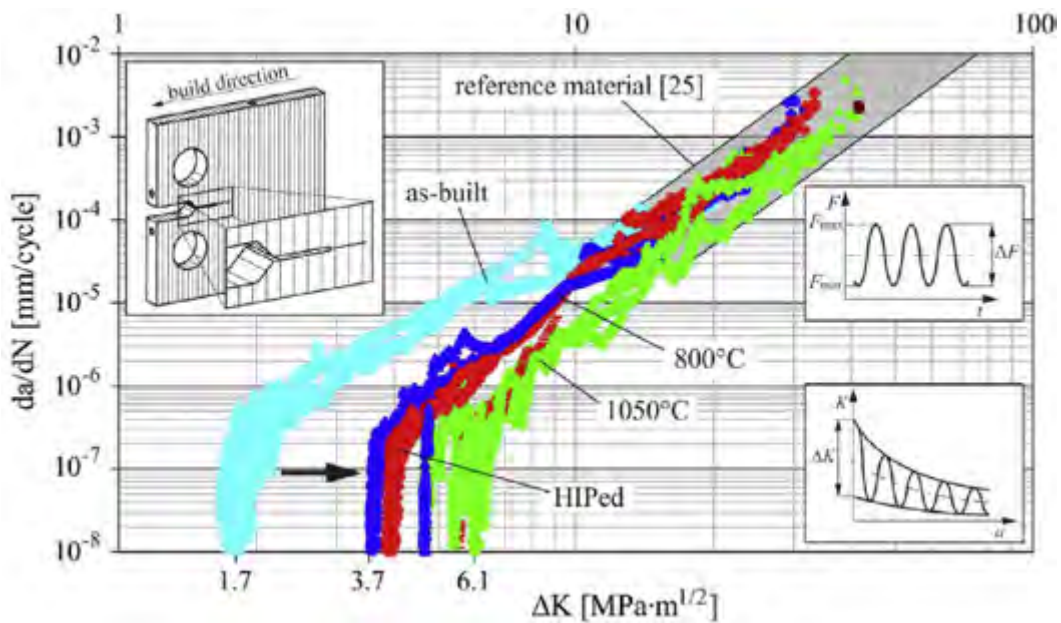 1
10
100
10⁻²
10⁻³
10⁻⁴
10⁻⁵
10⁻⁶
10⁻⁷
10⁻⁸
da/dN [mm/cycle]
build direction
reference material [25]
as-built
800°C
1050°C
HIPed
F
Fmax
Fmin
ΔF
t
K
ΔK
a
1.7
3.7
6.1
ΔK [MPa·m¹/²]